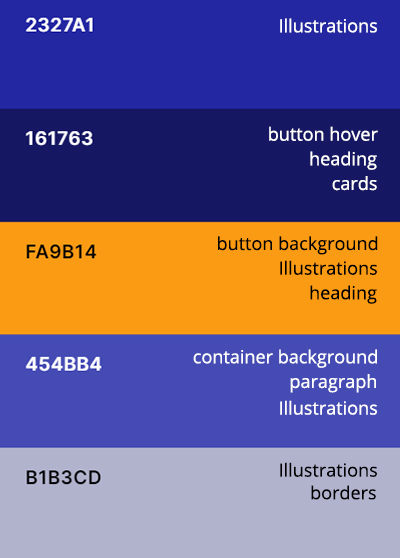 2327A1
Illustrations
161763
button hover
heading
cards
FA9B14
button background
Illustrations
heading
454BB4
container background
paragraph
Illustrations
B1B3CD
Illustrations
borders